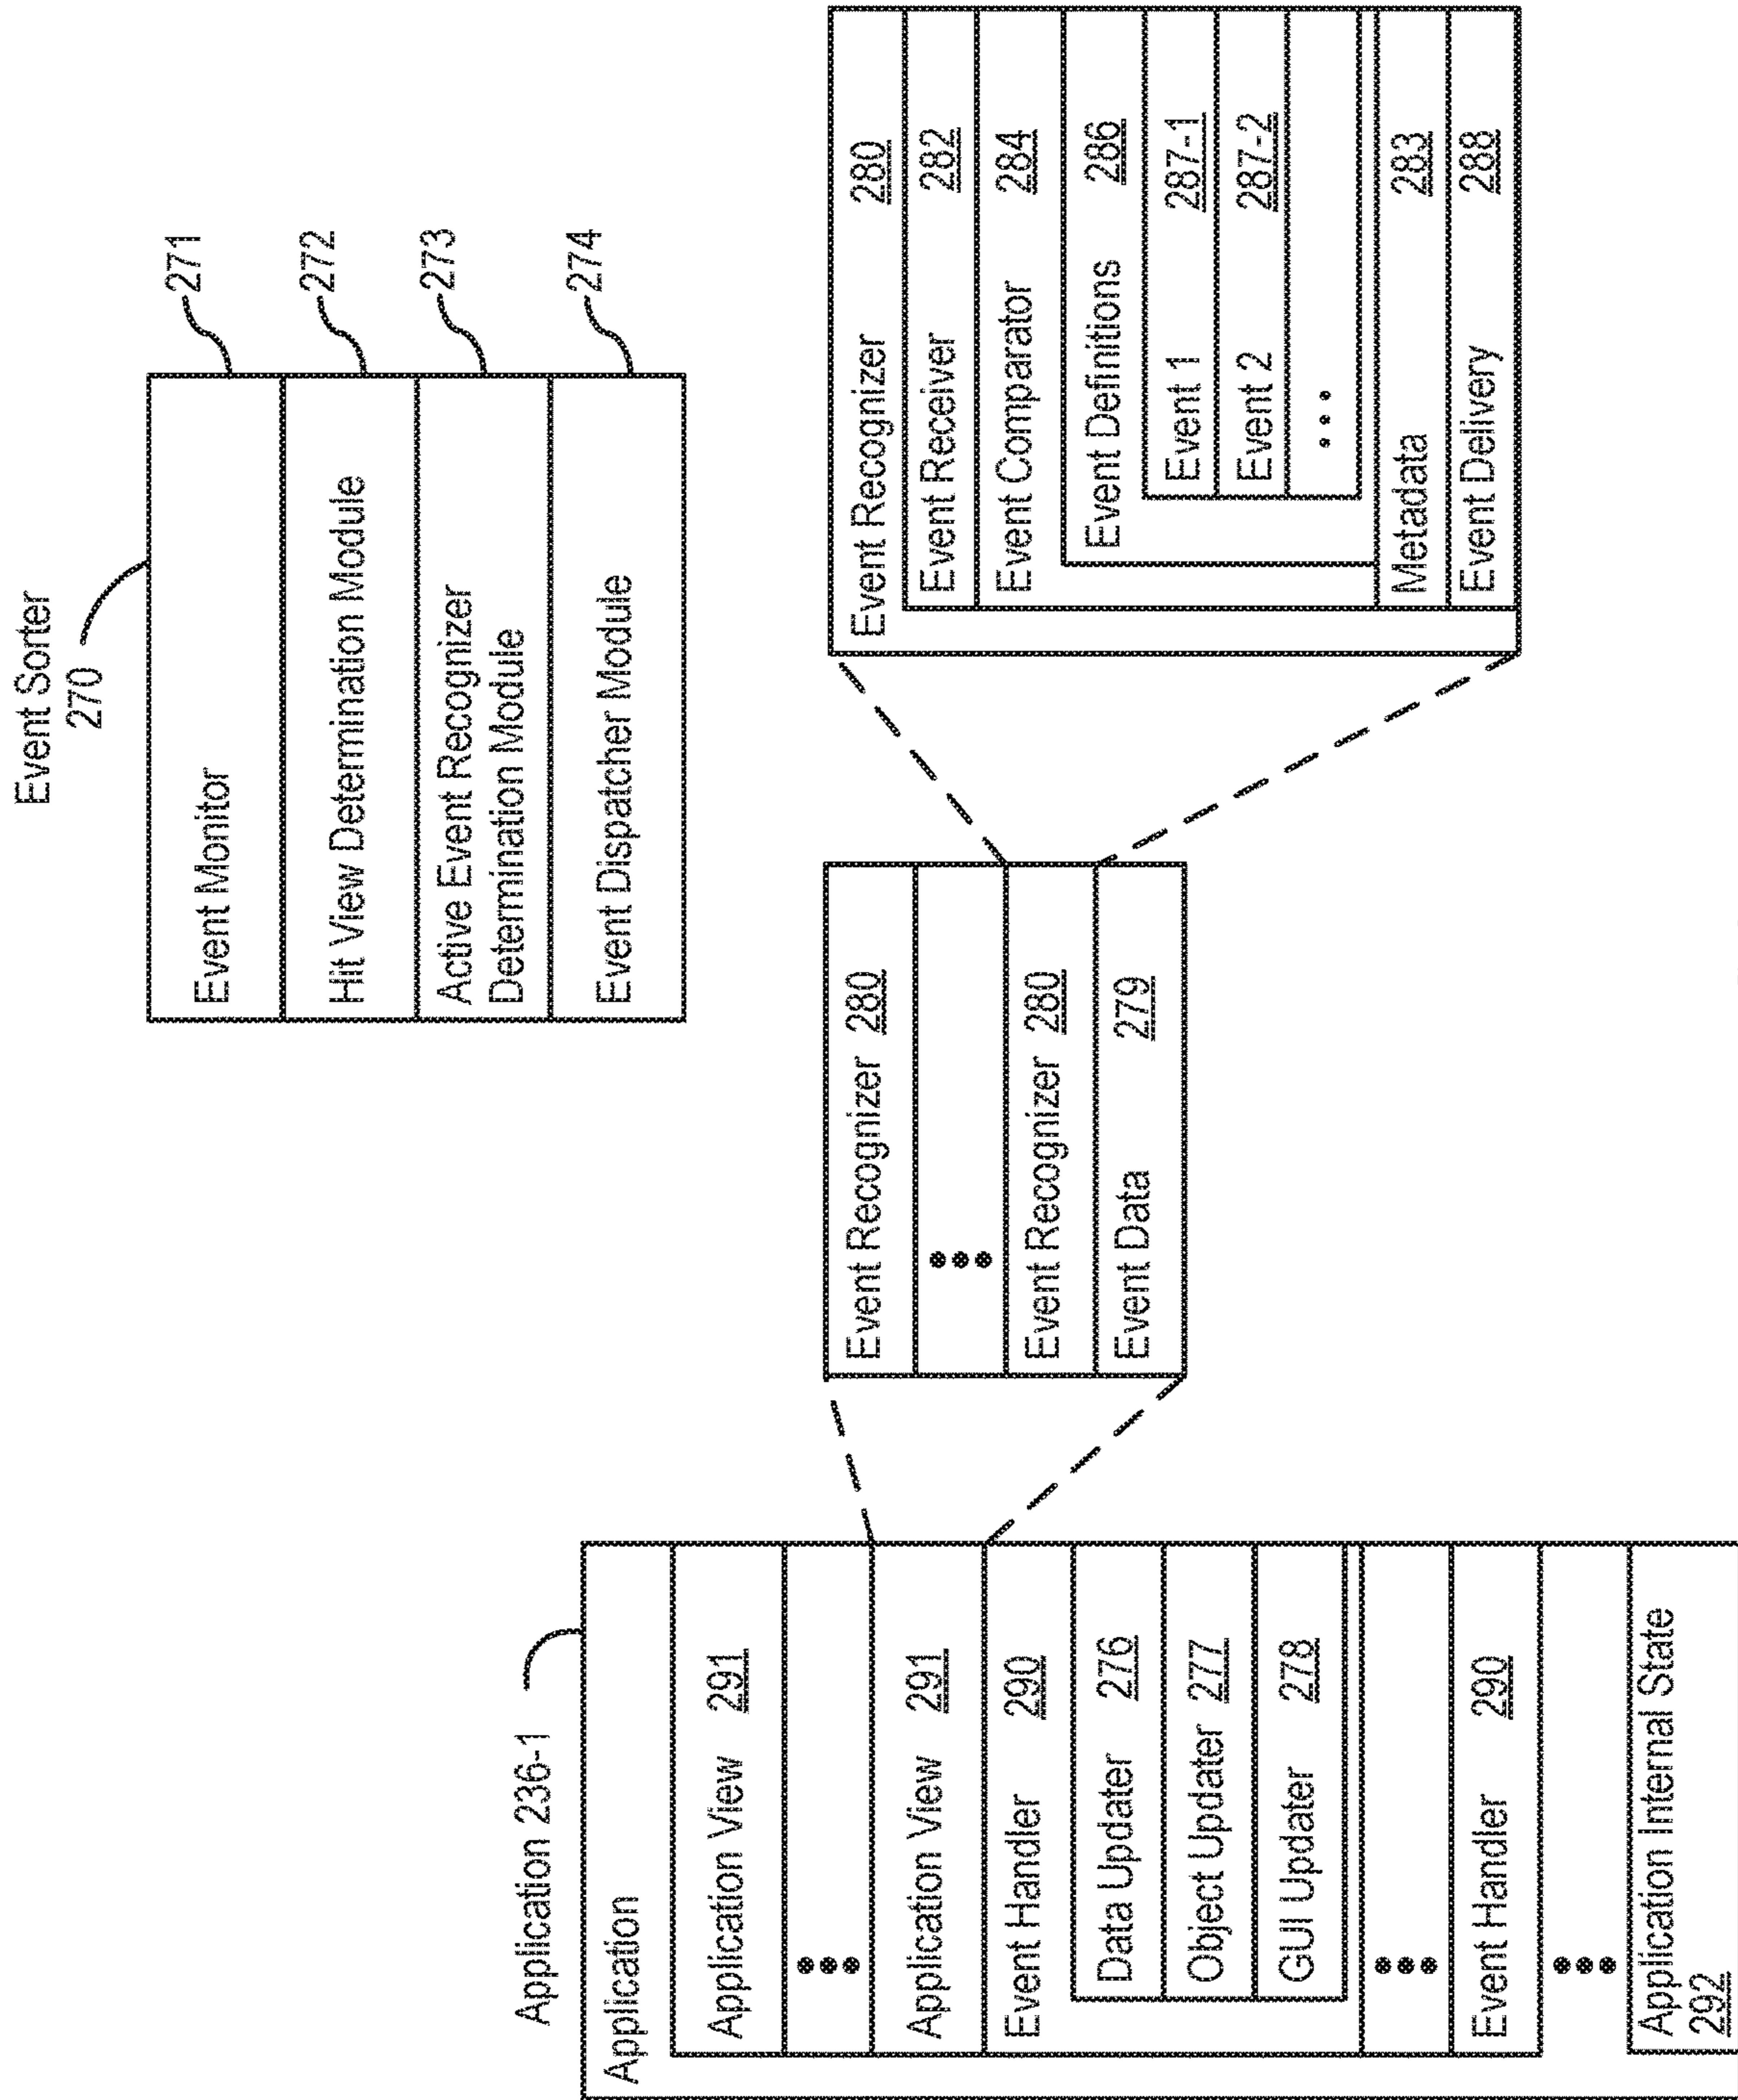 Event Sorter
270
Event Monitor
271
Hit View Determination Module
272
Active Event Recognizer
Determination Module
273
Event Dispatcher Module
274
Application 236-1
Application
Application View 291
Application View 291
Event Handler 290
Data Updater 276
Object Updater 277
GUI Updater 278
Event Handler 290
Application Internal State
292
Event Recognizer 280
Event Recognizer 280
Event Data 279
Event Recognizer 280
Event Receiver 282
Event Comparator 284
Event Definitions 286
Event 1 287-1
Event 2 287-2
Metadata 283
Event Delivery 288